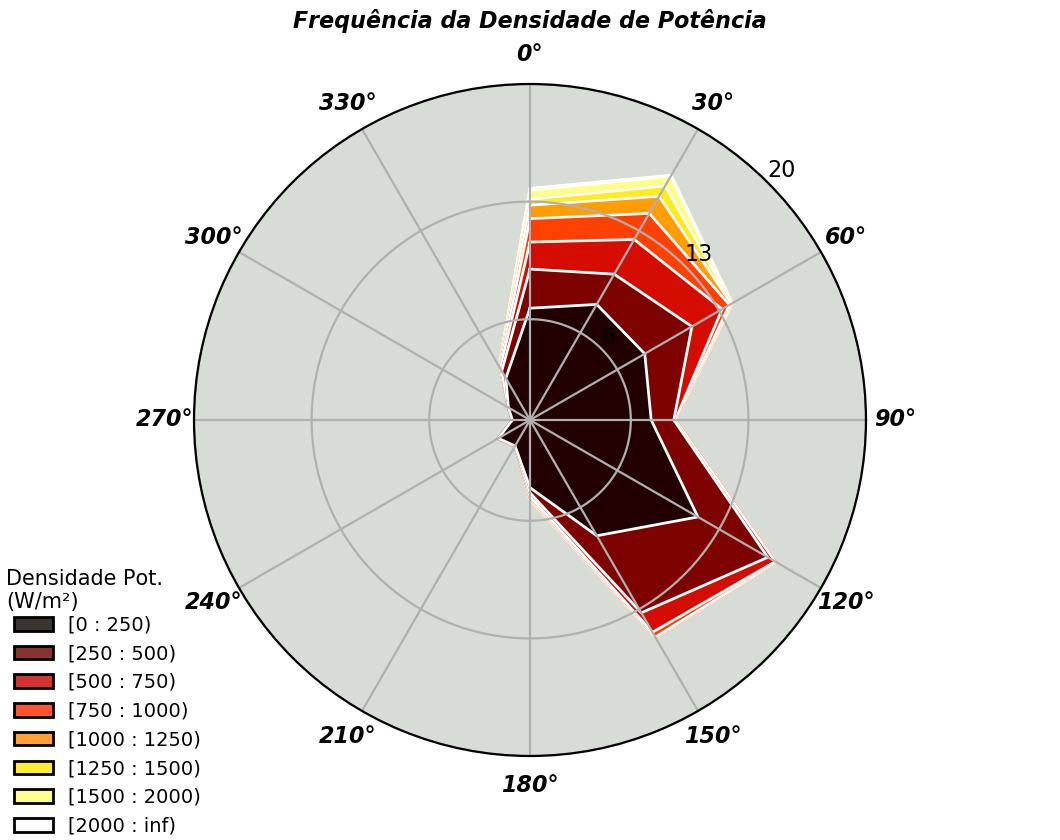 Frequência da Densidade de Potência
0°
330°
30°
20
300°
60°
13
6
270°
90°
240°
120°
210°
150°
180°
Densidade Pot.
(W/m²)
[0 : 250)
[250 : 500)
[500 : 750)
[750 : 1000)
[1000 : 1250)
[1250 : 1500)
[1500 : 2000)
[2000 : inf)